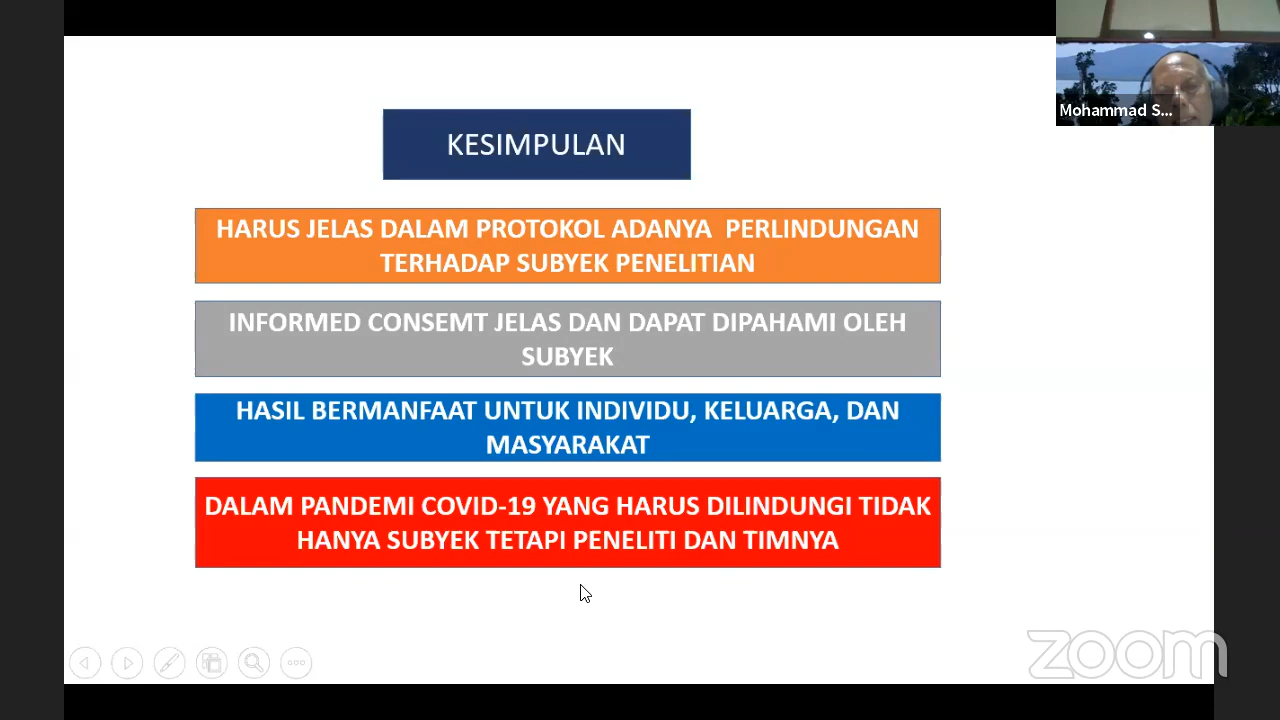 Mohammad S...
KESIMPULAN
HARUS JELAS DALAM PROTOKOL ADANYA PERLINDUNGAN
TERHADAP SUBYEK PENELITIAN
INFORMED CONSEMT JELAS DAN DAPAT DIPAHAMI OLEH
SUBYEK
HASIL BERMANFAAT UNTUK INDIVIDU, KELUARGA, DAN
MASYARAKAT
DALAM PANDEMI COVID-19 YANG HARUS DILINDUNGI TIDAK
HANYA SUBYEK TETAPI PENELITI DAN TIMNYA
zoom